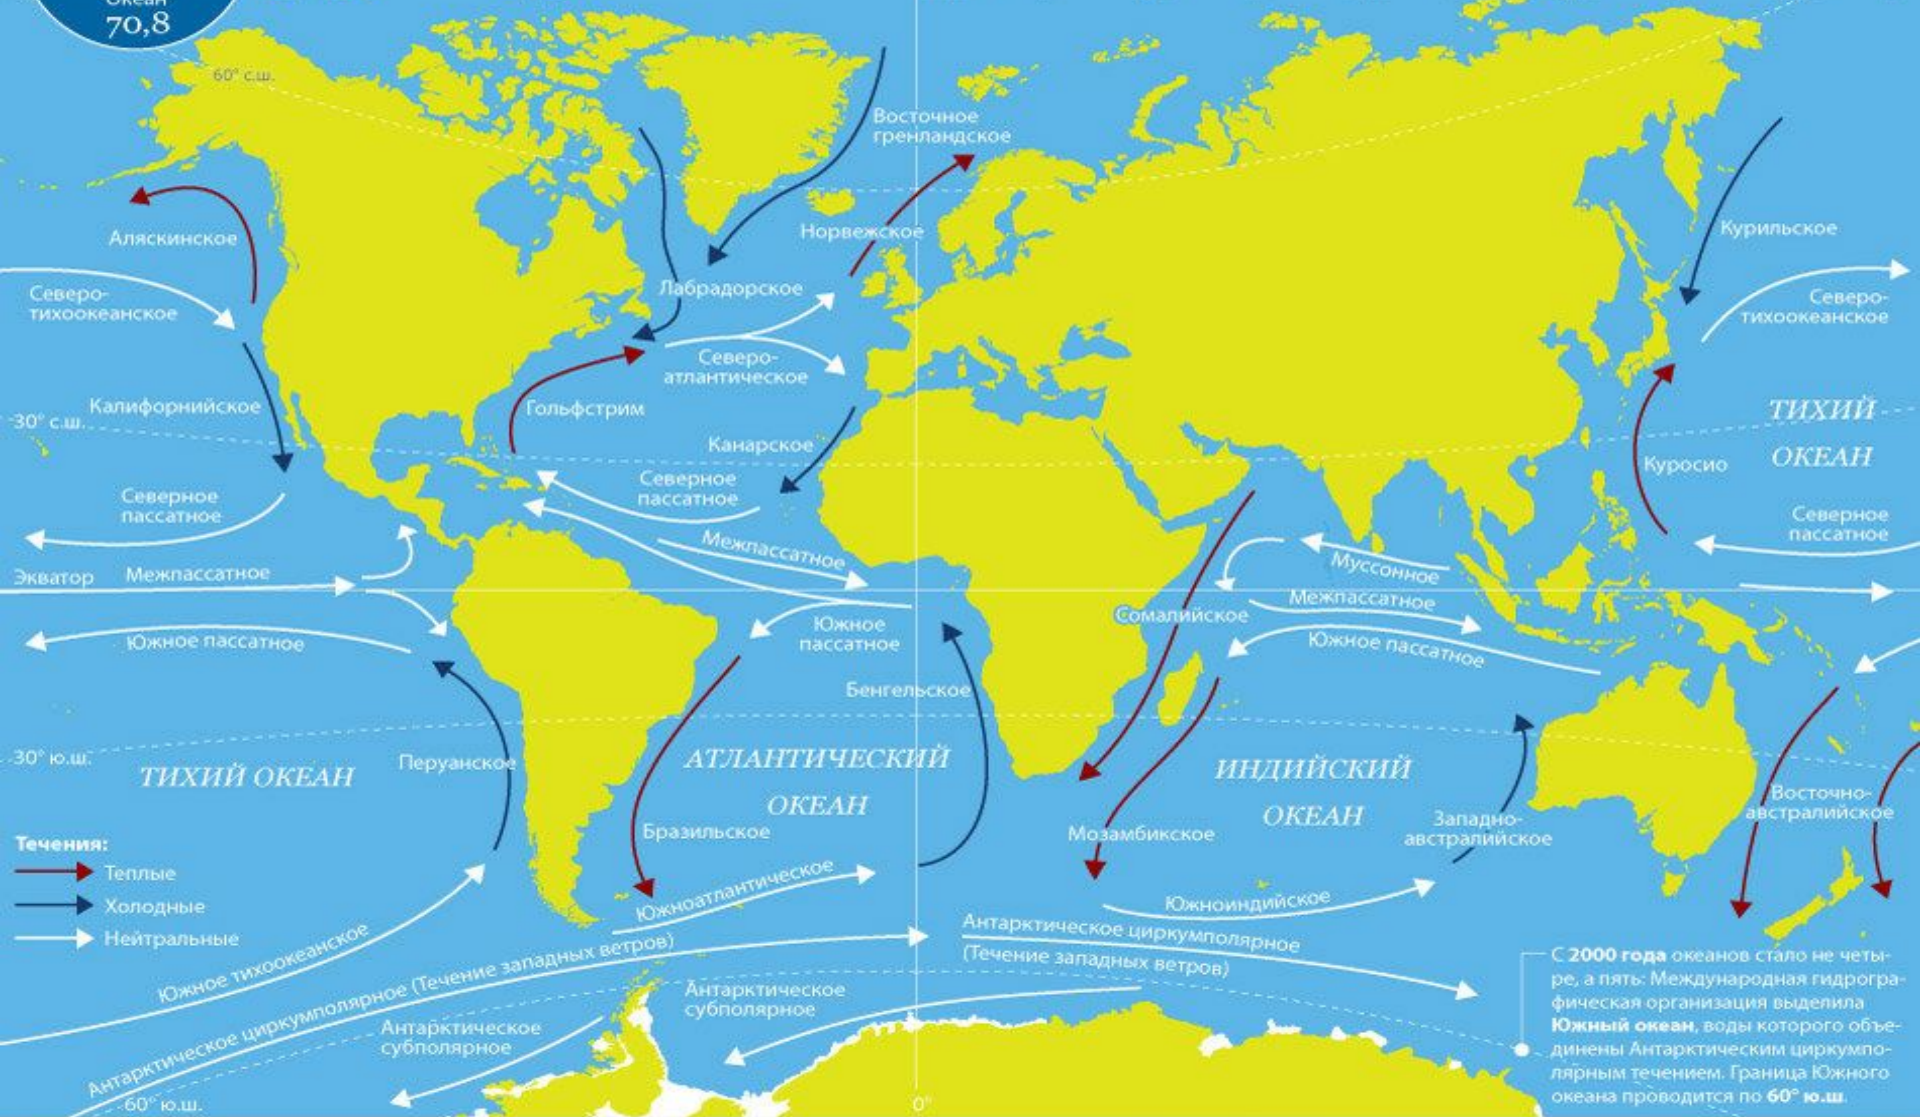 Океан
70,8
60° с.ш.
Восточное
гренландское
Аляскинское
Норвежское
Курильское
Северо-
тихоокеанское
Лабрадорское
Северо-
тихоокеанское
Северо-
атлантическое
Калифорнийское
Гольфстрим
30° с.ш.
ТИХИЙ
ОКЕАН
Канарское
Куросио
Северное
пассатное
Северное
пассатное
Северное
пассатное
Межпассатное
Муссонное
Экватор
Межпассатное
Межпассатное
Сомалийское
Южное пассатное
Южное
пассатное
Южное пассатное
Бенгельское
30° ю.ш.
ТИХИЙ ОКЕАН
Перуанское
АТЛАНТИЧЕСКИЙ
ОКЕАН
ИНДИЙСКИЙ
ОКЕАН
Восточно-
австралийское
Западно-
австралийское
Бразильское
Мозамбикское
Течения:
Теплые
Холодные
Нейтральные
Южноатлантическое
Южноиндийское
Южное тихоокеанское
Антарктическое циркумполярное (Течение западных ветров)
Антарктическое циркумполярное
(Течение западных ветров)
Антарктическое
субполярное
Антарктическое
субполярное
60° ю.ш.
0°
С 2000 года океанов стало не четы-
ре, а пять: Международная гидрогра-
фическая организация выделила
Южный океан, воды которого объе-
динены Антарктическим циркумпо-
лярным течением. Граница Южного
океана проводится по 60° ю.ш.